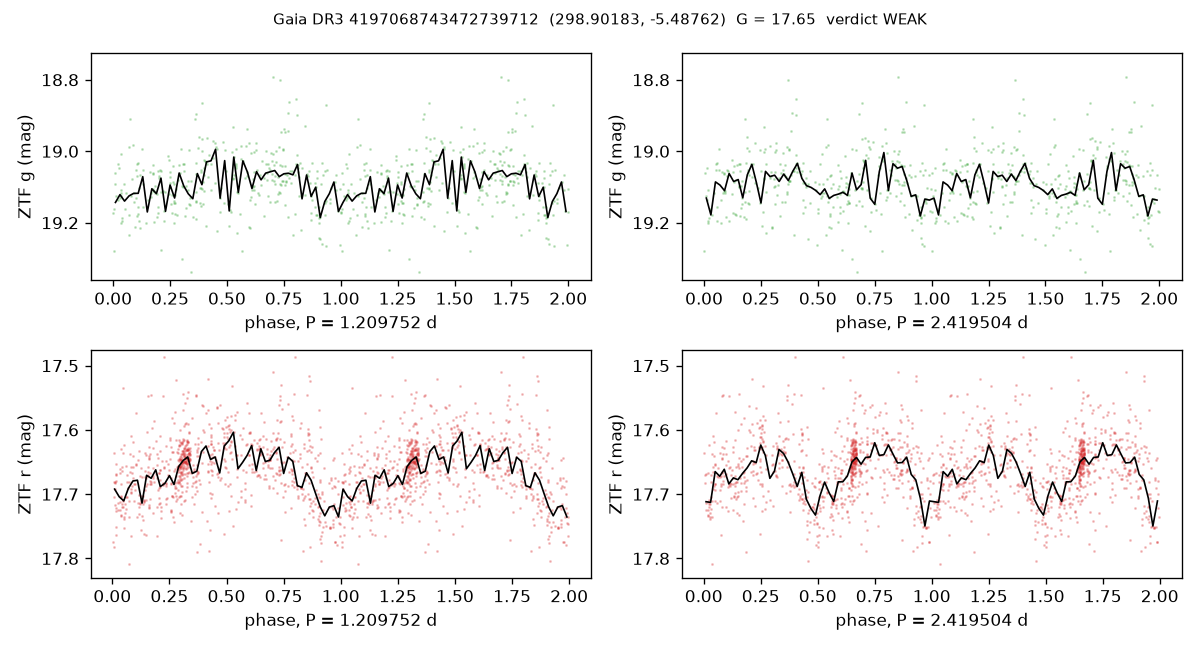 Gaia DR3 4197068743472739712 (298.90183, -5.48762) G = 17.65 verdict WEAK
ZTF g (mag)
18.8
19.0
19.2
0.00 0.25 0.50 0.75 1.00 1.25 1.50 1.75 2.00
phase, P = 1.209752 d
ZTF g (mag)
18.8
19.0
19.2
0.00 0.25 0.50 0.75 1.00 1.25 1.50 1.75 2.00
phase, P = 2.419504 d
ZTF r (mag)
17.5
17.6
17.7
17.8
0.00 0.25 0.50 0.75 1.00 1.25 1.50 1.75 2.00
phase, P = 1.209752 d
ZTF r (mag)
17.5
17.6
17.7
17.8
0.00 0.25 0.50 0.75 1.00 1.25 1.50 1.75 2.00
phase, P = 2.419504 d